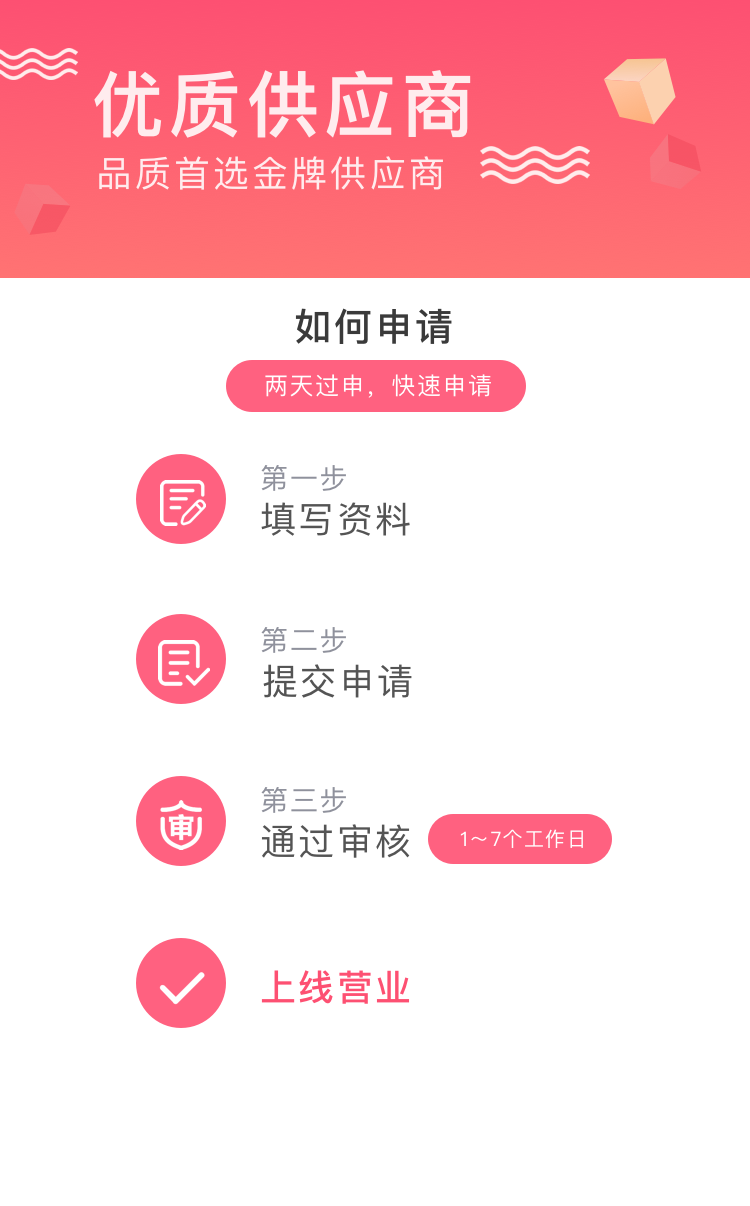 优质供应商
品质首选金牌供应商
如何申请
两天过申，快速申请
第一步
填写资料
第二步
提交申请
第三步
审
通过审核
1～7个工作日
上线营业